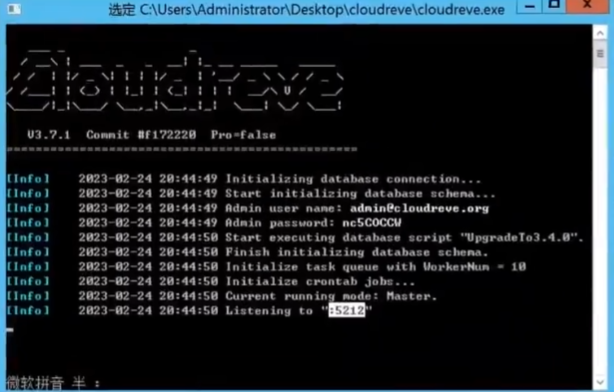 选定 C:\Users\Administrator\Desktop\cloudreve\cloudreve.exe
Cloudreve
V3.7.1 Commit #f172220 Pro=false
================================================
[Info] 2023-02-24 20:44:49 Initializing database connection...
[Info] 2023-02-24 20:44:49 Start initializing database schema...
[Info] 2023-02-24 20:44:49 Admin user name: admin@cloudreve.org
[Info] 2023-02-24 20:44:49 Admin password: nc5COCCW
[Info] 2023-02-24 20:44:50 Start executing database script "UpgradeTo3.4.0".
[Info] 2023-02-24 20:44:50 Finish initializing database schema.
[Info] 2023-02-24 20:44:50 Initialize task queue with WorkerNum = 10
[Info] 2023-02-24 20:44:50 Initialize crontab jobs...
[Info] 2023-02-24 20:44:50 Current running mode: Master.
[Info] 2023-02-24 20:44:50 Listening to ":5212"
微软拼音 半 :